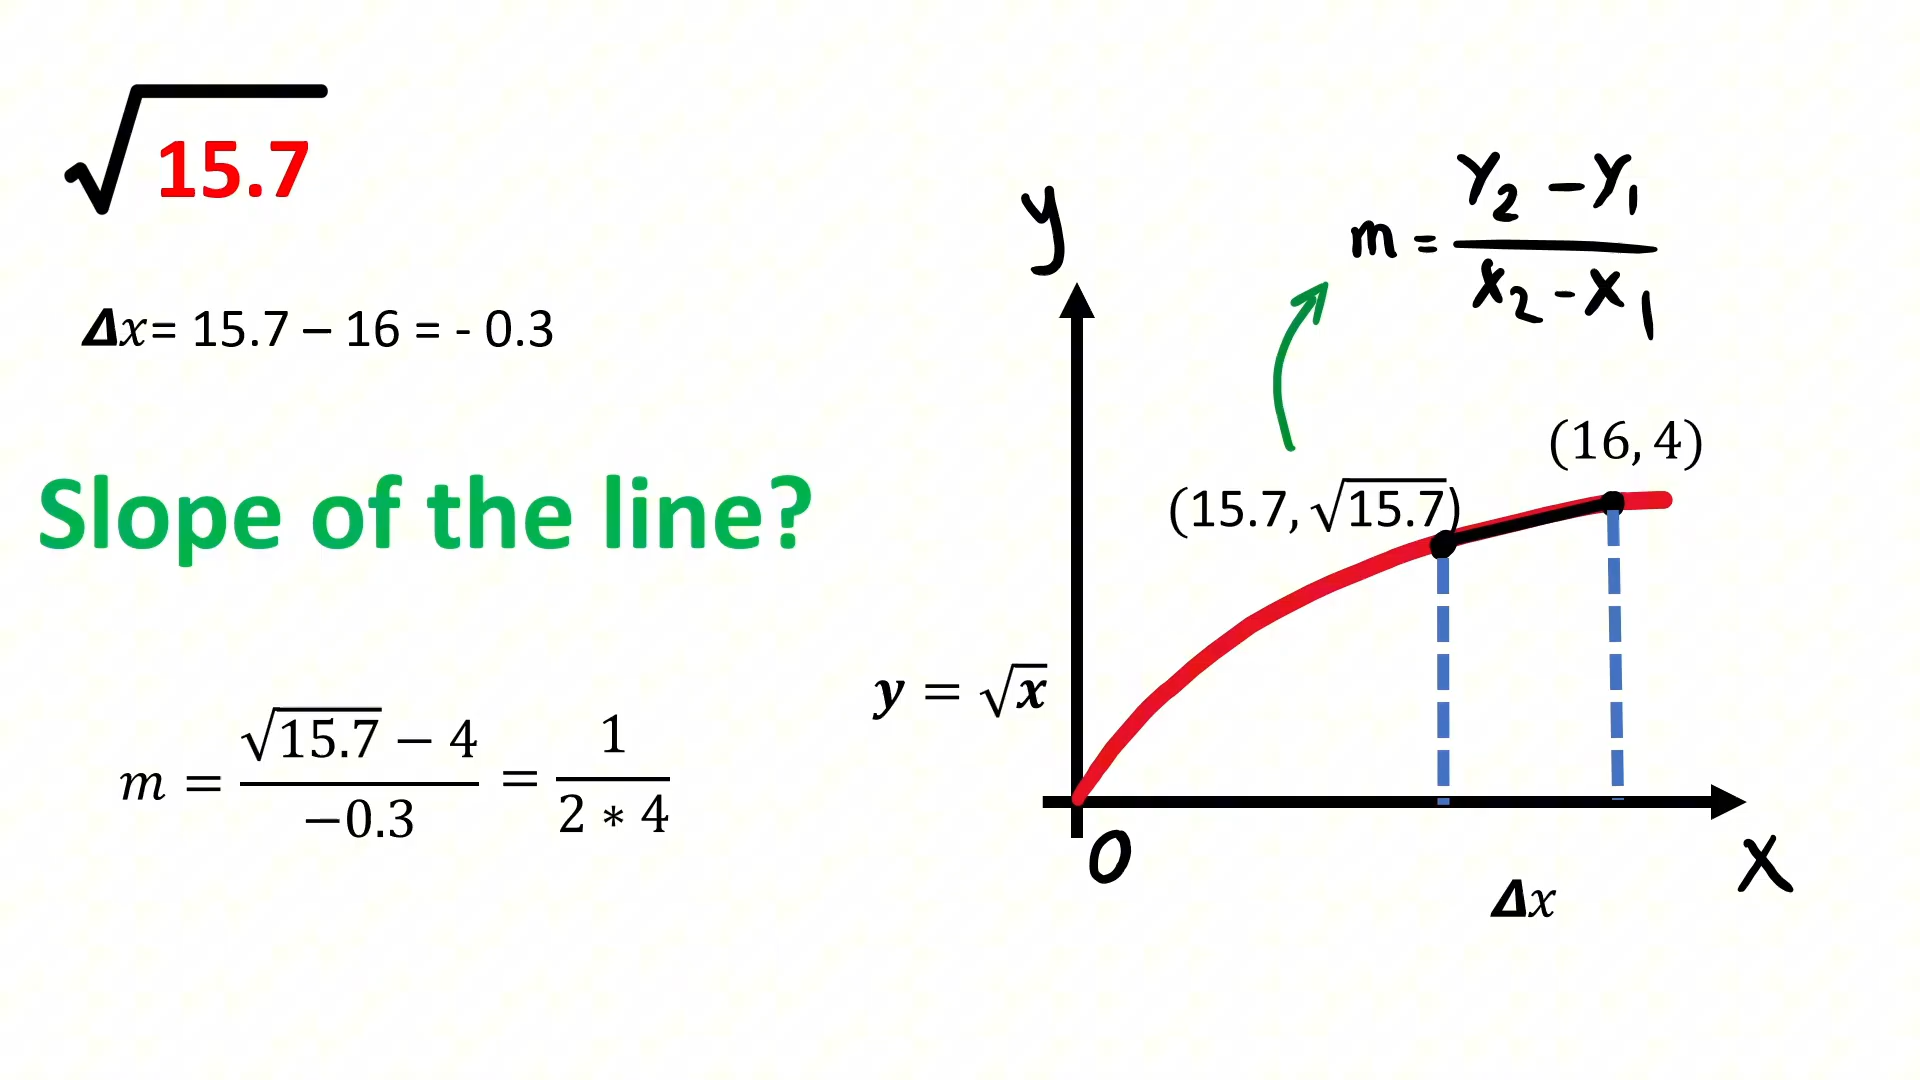 √15.7
Δx= 15.7 – 16 = - 0.3
Slope of the line?
m = (√15.7 − 4)/(−0.3) = 1/(2 ∗ 4)
y
m = (Y₂ – Y₁)/(X₂ - X₁)
(16, 4)
(15.7, √15.7)
y = √x
O
X
Δx